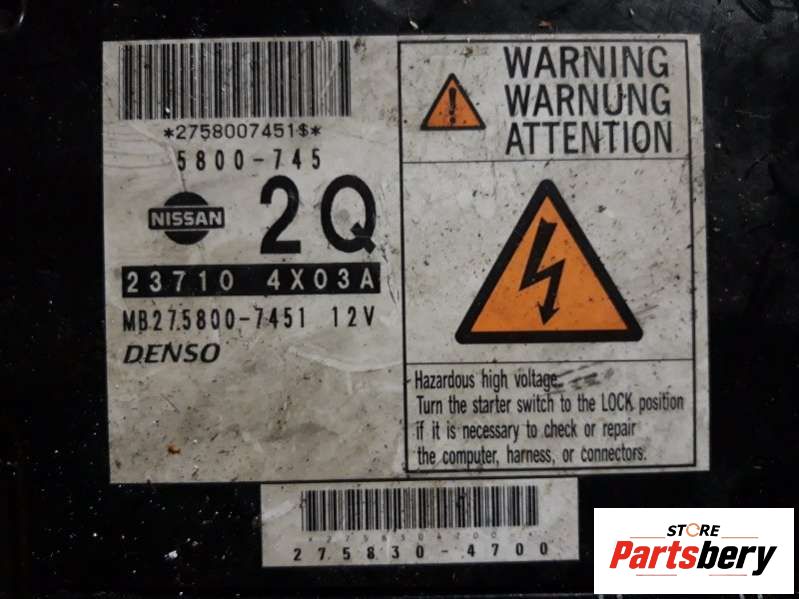 *2758007451$*
5800-745
NISSAN
2Q
23710 4X03A
MB275800-7451 12V
DENSO
WARNING
WARNUNG
ATTENTION
Hazardous high voltage.
Turn the starter switch to the LOCK position
if it is necessary to check or repair
the computer, harness, or connectors.
*2758304700*
275830-4700
STORE
Partsbery